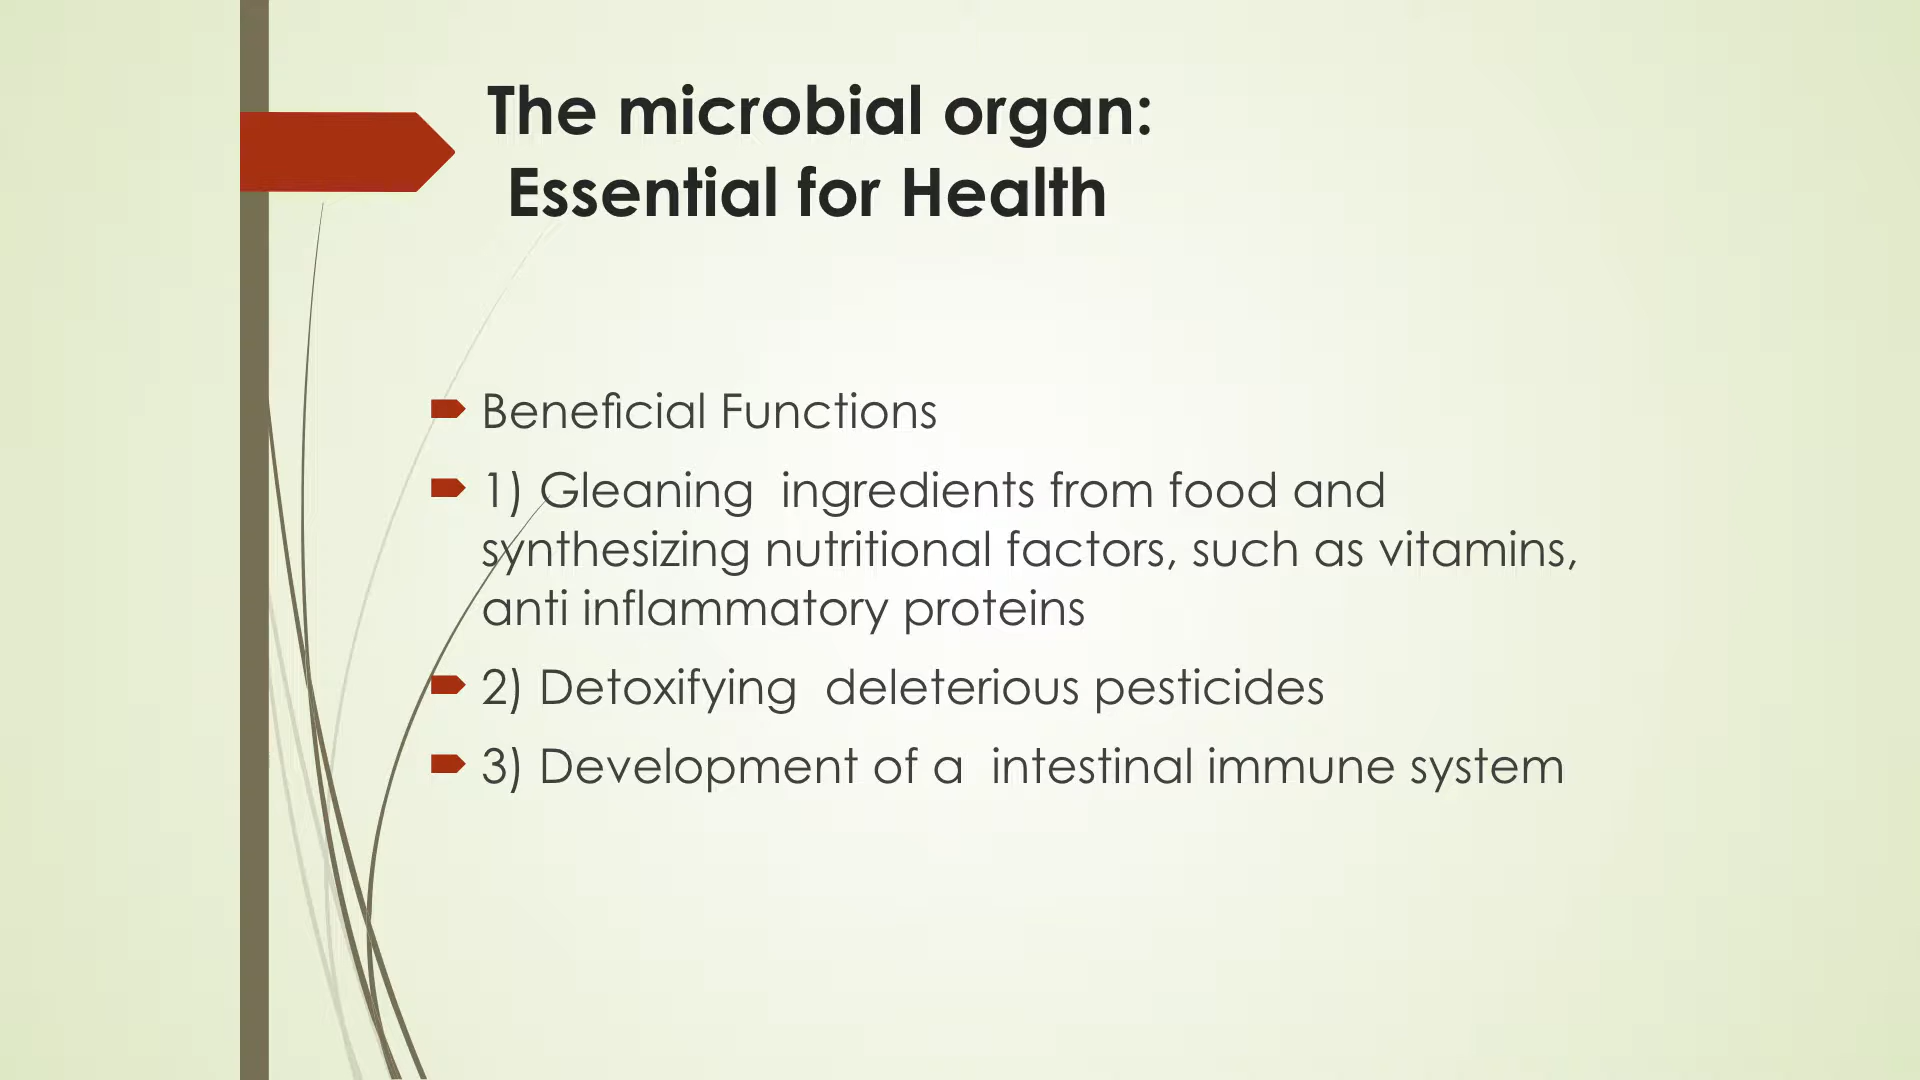 The microbial organ:
Essential for Health
Beneficial Functions
1) Gleaning  ingredients from food and
synthesizing nutritional factors, such as vitamins,
anti inflammatory proteins
2) Detoxifying  deleterious pesticides
3) Development of a  intestinal immune system